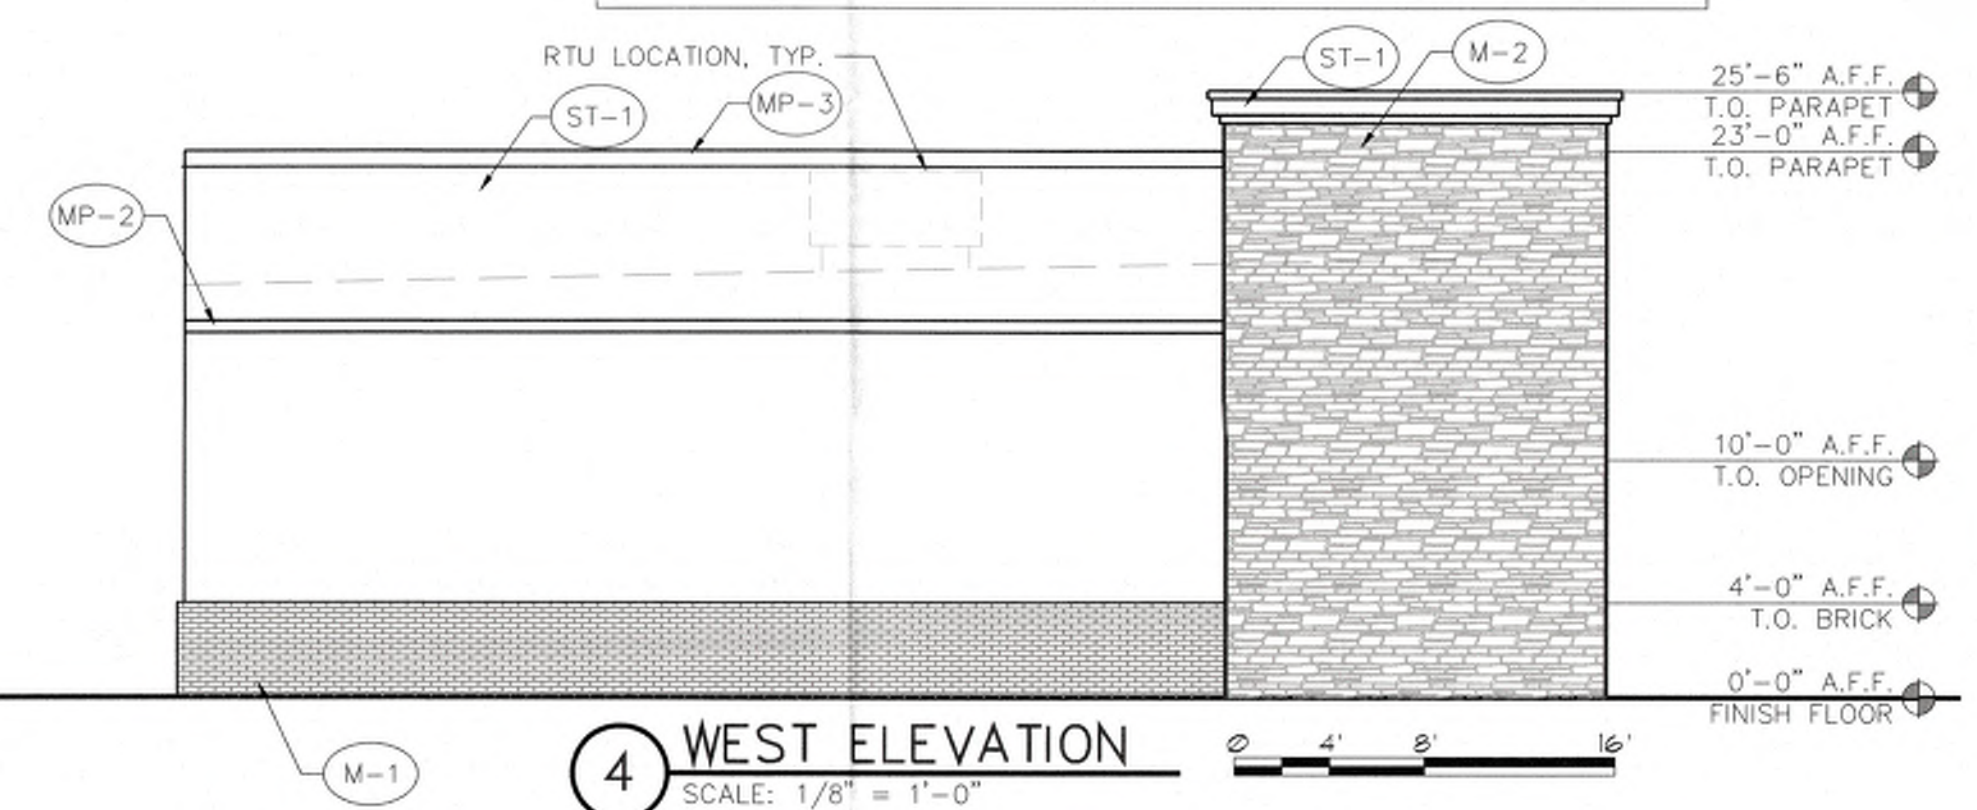 RTU LOCATION, TYP.
ST-1
M-2
ST-1
MP-3
MP-2
25'-6" A.F.F.
T.O. PARAPET
23'-0" A.F.F.
T.O. PARAPET
10'-0" A.F.F.
T.O. OPENING
4'-0" A.F.F.
T.O. BRICK
0'-0" A.F.F.
FINISH FLOOR
M-1
4
WEST ELEVATION
SCALE: 1/8" = 1'-0"
0 4' 8' 16'